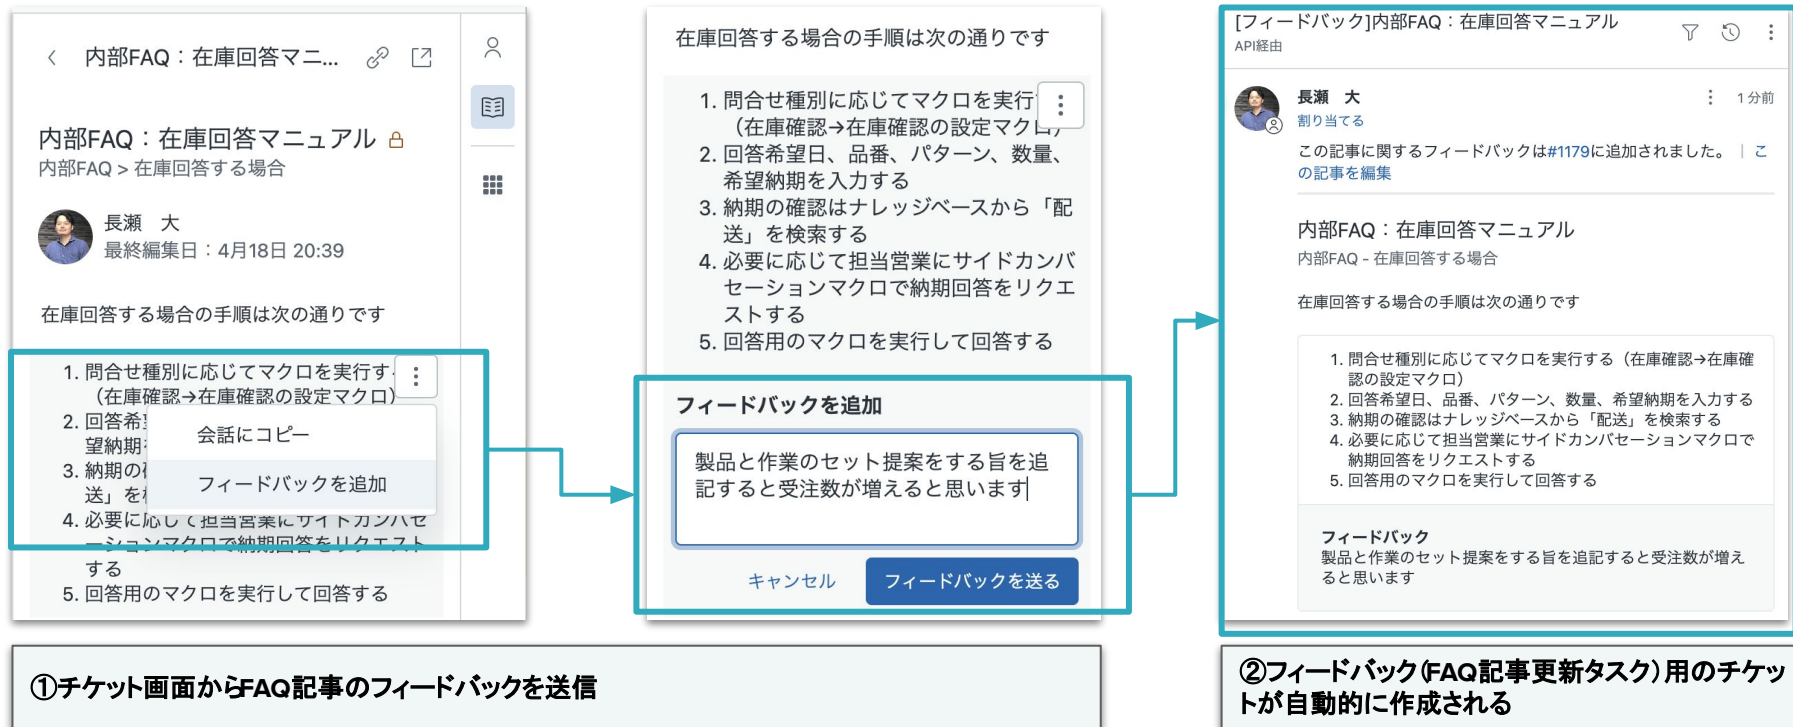 内部FAQ：在庫回答マニ...
内部FAQ：在庫回答マニュアル
内部FAQ > 在庫回答する場合
長瀬　大
最終編集日：4月18日 20:39
在庫回答する場合の手順は次の通りです
1. 問合せ種別に応じてマクロを実行す
（在庫確認→在庫確認の設定マクロ）
2. 回答希
望納期
3. 納期の
送」を
4. 必要に応じて担当営業にサイドカンバセ
ーションマクロで納期回答をリクエスト
する
5. 回答用のマクロを実行して回答する
会話にコピー
フィードバックを追加
在庫回答する場合の手順は次の通りです
1. 問合せ種別に応じてマクロを実行
（在庫確認→在庫確認の設定マクロ）
2. 回答希望日、品番、パターン、数量、
希望納期を入力する
3. 納期の確認はナレッジベースから「配
送」を検索する
4. 必要に応じて担当営業にサイドカンバ
セーションマクロで納期回答をリクエ
ストする
5. 回答用のマクロを実行して回答する
フィードバックを追加
製品と作業のセット提案をする旨を追
記すると受注数が増えると思います
キャンセル
フィードバックを送る
[フィードバック]内部FAQ：在庫回答マニュアル
API経由
長瀬　大
1分前
割り当てる
この記事に関するフィードバックは#1179に追加されました。 | こ
の記事を編集
内部FAQ：在庫回答マニュアル
内部FAQ - 在庫回答する場合
在庫回答する場合の手順は次の通りです
1. 問合せ種別に応じてマクロを実行する（在庫確認→在庫確
認の設定マクロ）
2. 回答希望日、品番、パターン、数量、希望納期を入力する
3. 納期の確認はナレッジベースから「配送」を検索する
4. 必要に応じて担当営業にサイドカンバセーションマクロで
納期回答をリクエストする
5. 回答用のマクロを実行して回答する
フィードバック
製品と作業のセット提案をする旨を追記すると受注数が増え
ると思います
①チケット画面からFAQ記事のフィードバックを送信
②フィードバック（FAQ記事更新タスク）用のチケッ
トが自動的に作成される